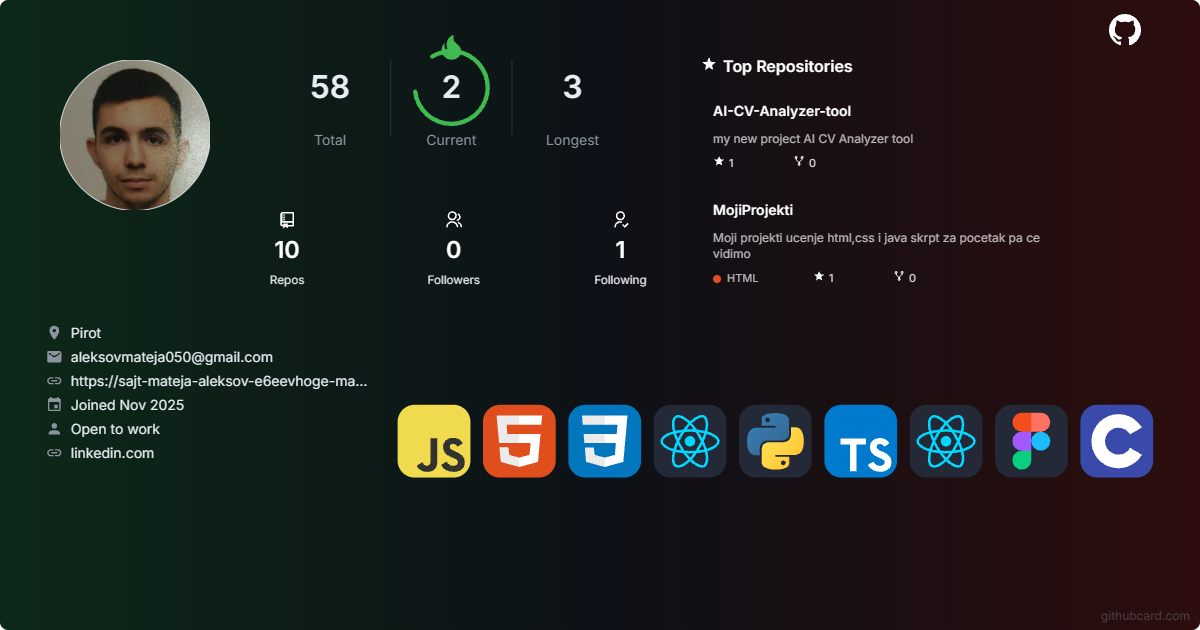 58
2
3
Total
Current
Longest
10
0
1
Repos
Followers
Following
Top Repositories
AI-CV-Analyzer-tool
my new project AI CV Analyzer tool
1
0
MojiProjekti
Moji projekti ucenje html,css i java skrpt za pocetak pa ce
vidimo
HTML
1
0
Pirot
aleksovmateja050@gmail.com
https://sajt-mateja-aleksov-e6eevhoge-ma...
Joined Nov 2025
Open to work
linkedin.com
JS
TS
githubcard.com